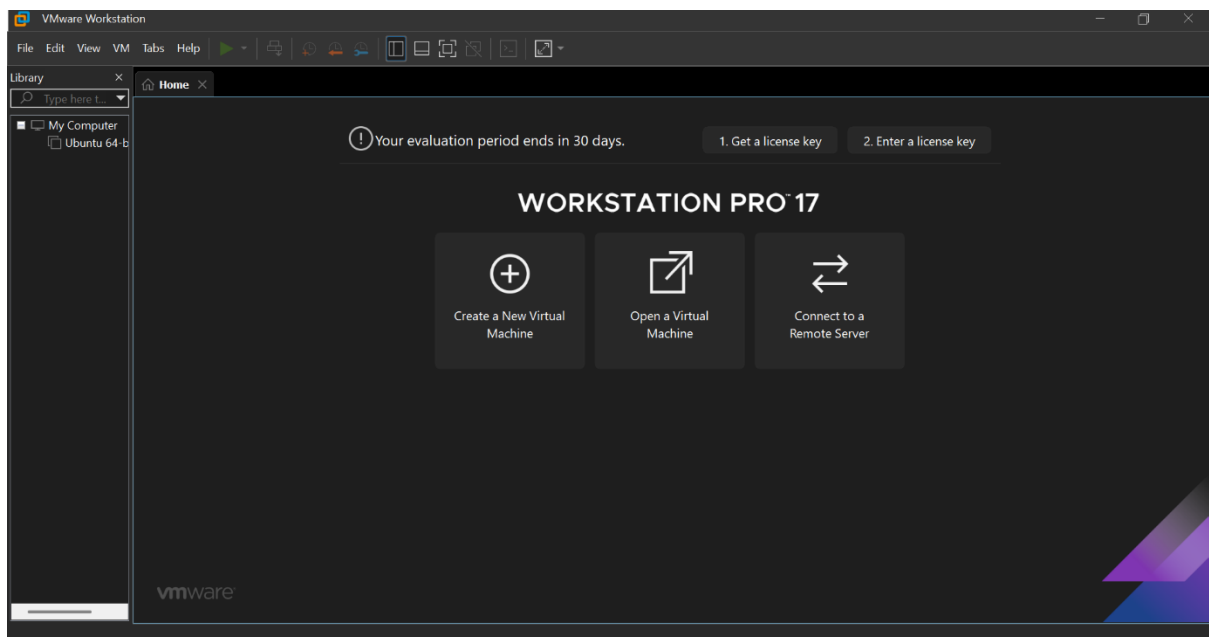 VMware Workstation
File Edit View VM Tabs Help
Library
Home
Type here t...
My Computer
Ubuntu 64-b
Your evaluation period ends in 30 days.
1. Get a license key
2. Enter a license key
WORKSTATION PRO™ 17
Create a New Virtual
Machine
Open a Virtual
Machine
Connect to a
Remote Server
vmware